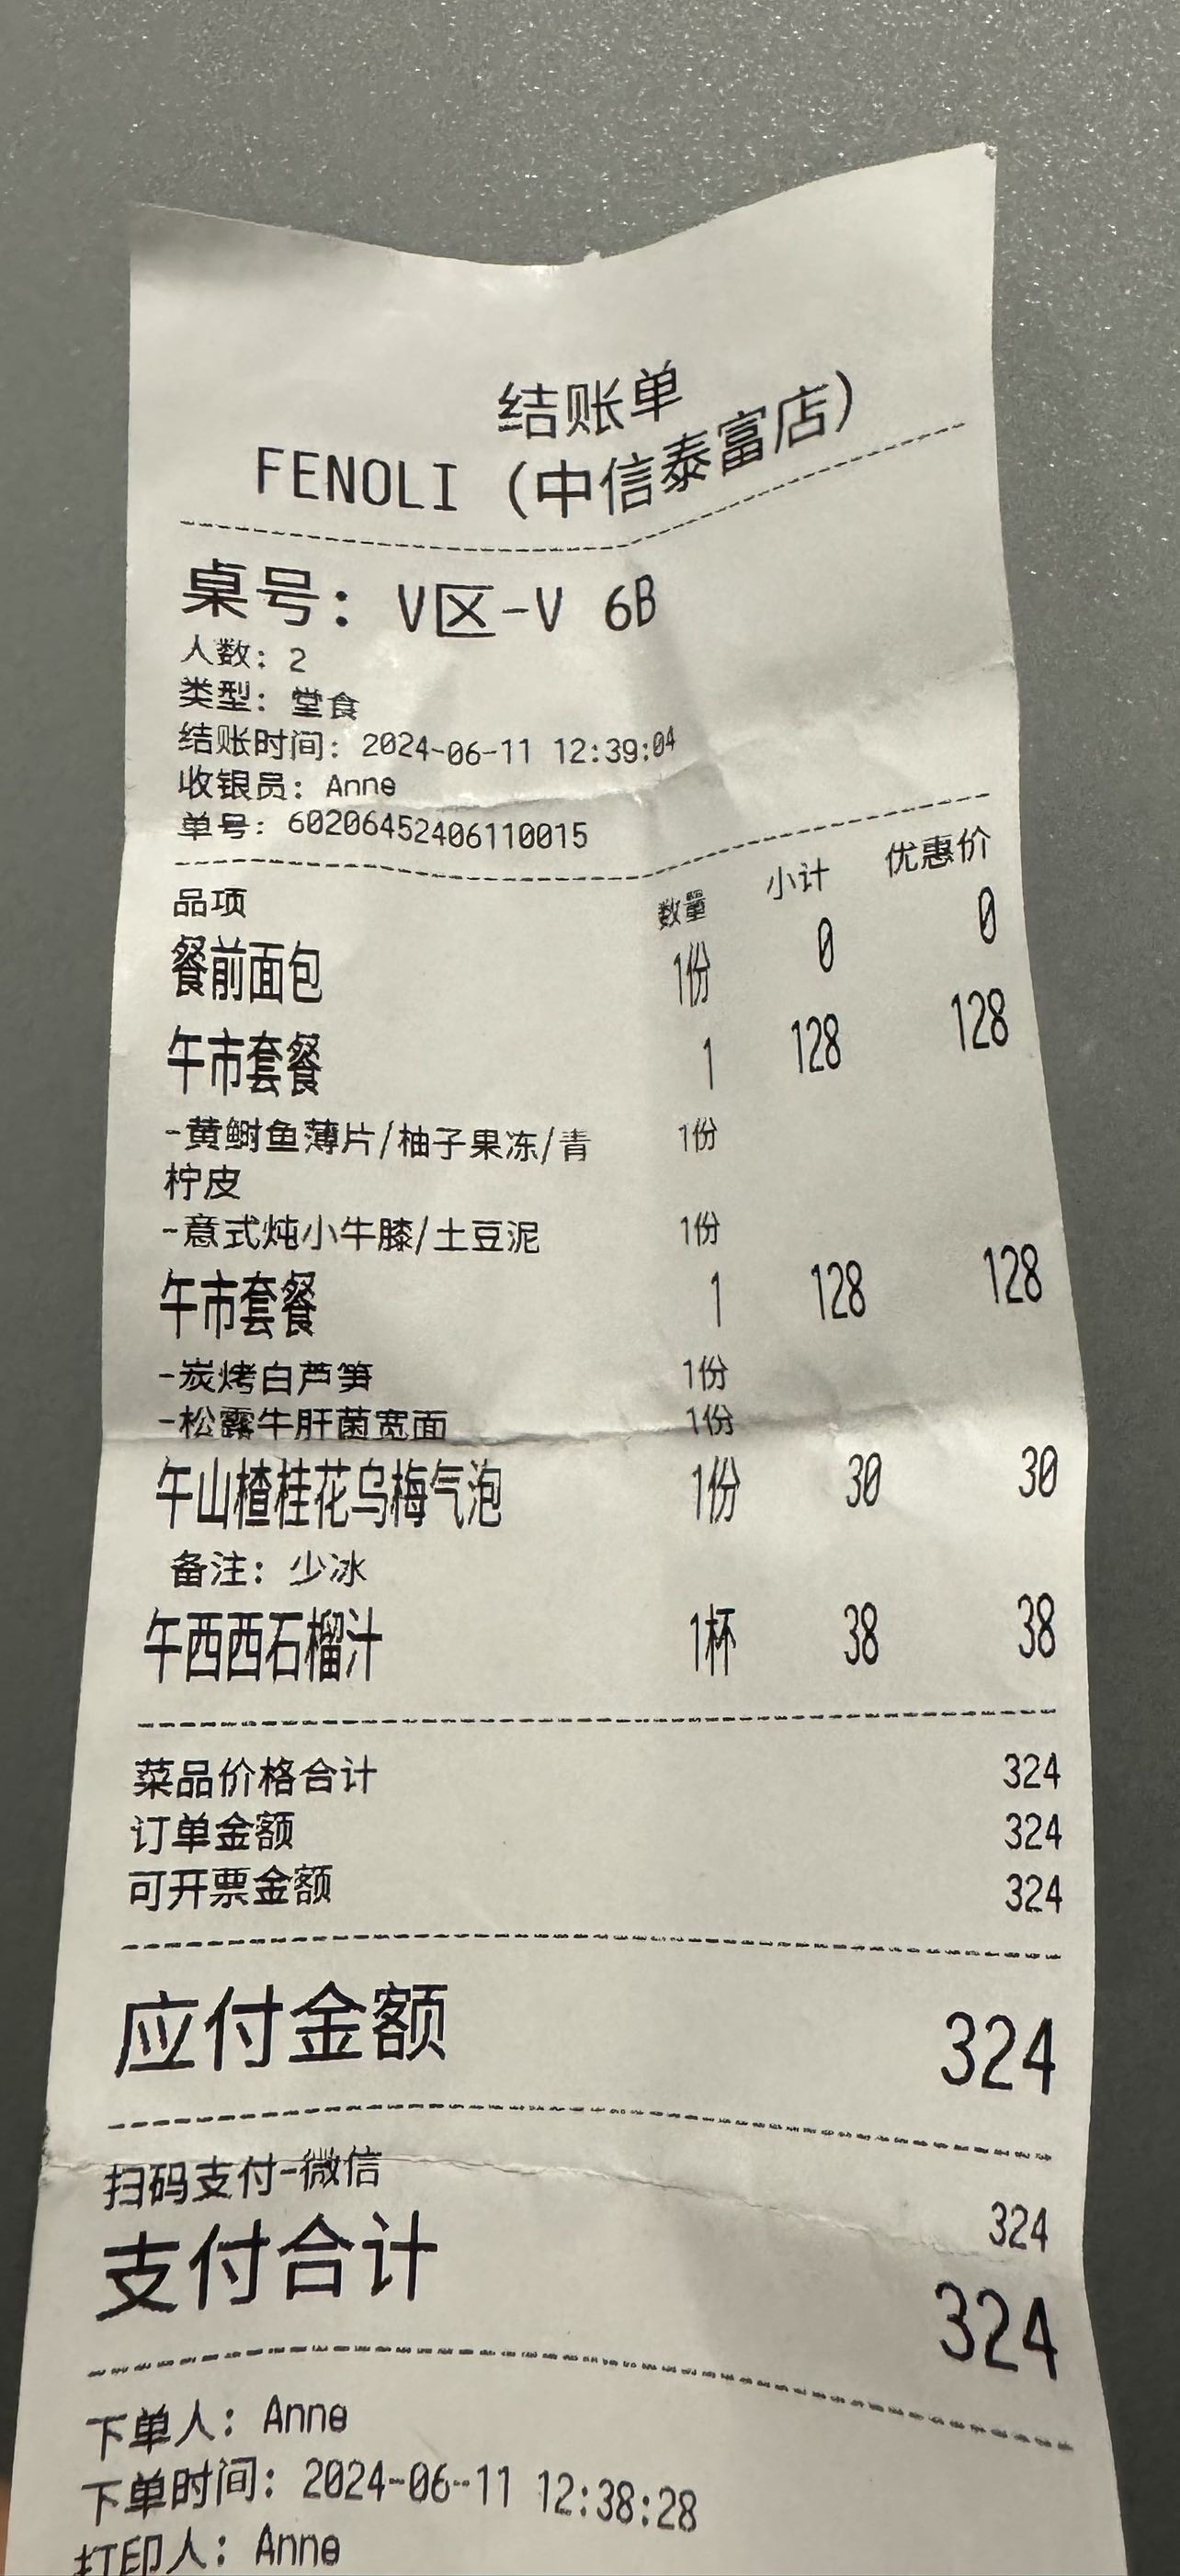 结账单
FENOLI (中信泰富店)
桌号: V区-V 6B
人数: 2
类型: 堂食
结账时间: 2024-06-11 12:39:04
收银员: Anne
单号: 60206452406110015
品项 数量 小计 优惠价
餐前面包 1份 0 0
午市套餐 1 128 128
-黄鰤鱼薄片/柚子果冻/青 1份
柠皮
-意式炖小牛膝/土豆泥 1份
午市套餐 1 128 128
-炭烤白芦笋 1份
-松露牛肝菌宽面 1份
午山楂桂花乌梅气泡 1份 30 30
备注: 少冰
午西西石榴汁 1杯 38 38
菜品价格合计 324
订单金额 324
可开票金额 324
应付金额 324
扫码支付-微信 324
支付合计 324
下单人: Anne
下单时间: 2024-06-11 12:38:28
打印人: Anne